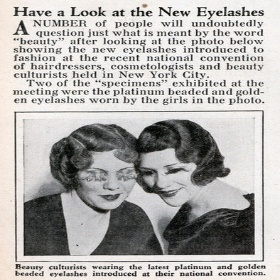 Have a Look at the New Eyelashes
A NUMBER of people will undoubtedly
question just what is meant by the word
"beauty" after looking at the photo below
showing the new eyelashes introduced to
fashion at the recent national convention
of hairdressers, cosmetologists and beauty
culturists held in New York City.
Two of the "specimens" exhibited at the
meeting were the platinum beaded and gold-
en eyelashes worn by the girls in the photo.
Beauty culturists wearing the latest platinum and golden
beaded eyelashes introduced at their national convention.